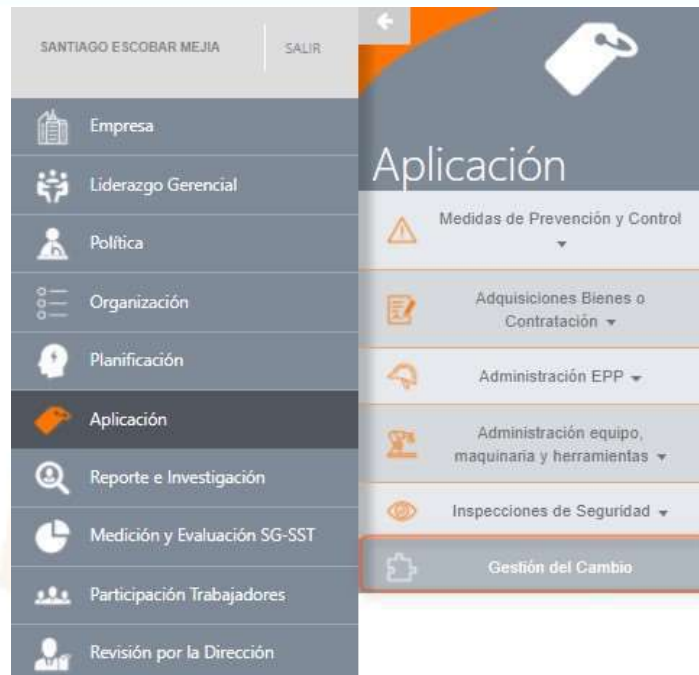 SANTIAGO ESCOBAR MEJIA
SALIR
Empresa
Liderazgo Gerencial
Política
Organización
Planificación
Aplicación
Reporte e Investigación
Medición y Evaluación SG-SST
Participación Trabajadores
Revisión por la Dirección
Aplicación
Medidas de Prevención y Control
Adquisiciones Bienes o
Contratación
Administración EPP
Administración equipo,
maquinaria y herramientas
Inspecciones de Seguridad
Gestión del Cambio